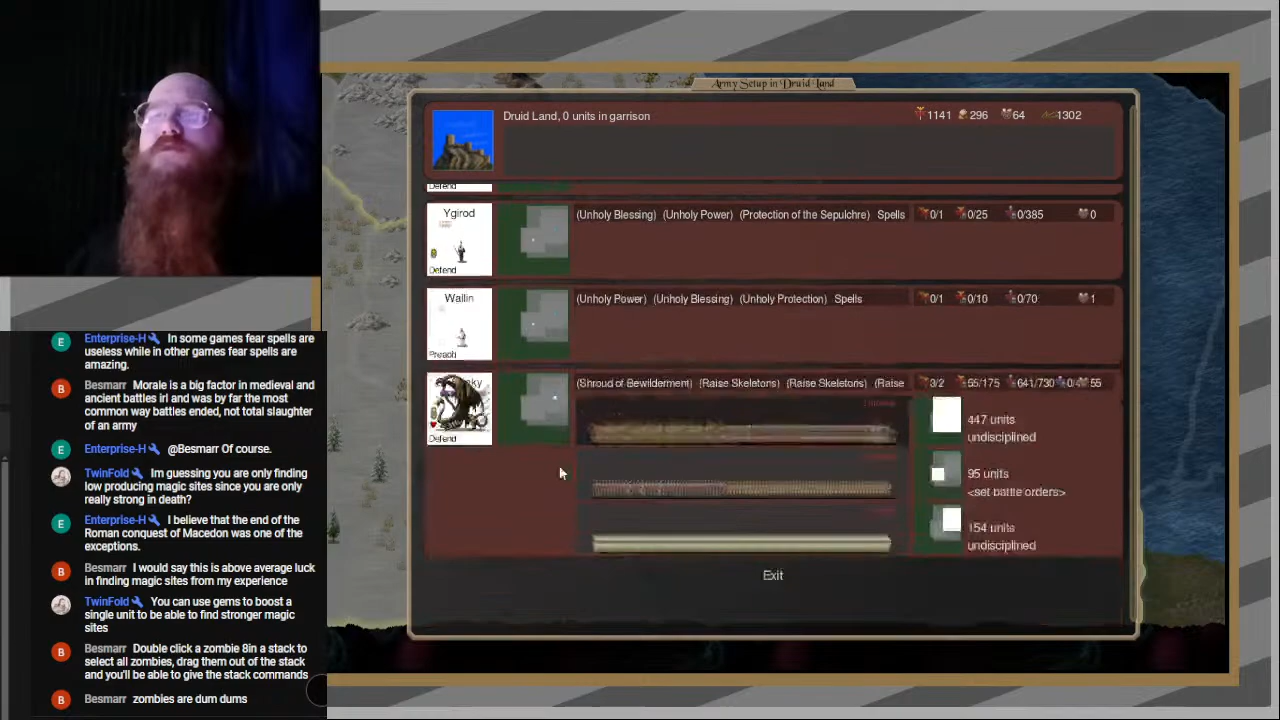 Army Setup in Druid Land
Druid Land, 0 units in garrison
1141 296 64 1302
Defend
Ygirod
Defend
(Unholy Blessing) (Unholy Power) (Protection of the Sepulchre) Spells
0/1 0/25 0/385 0
Wallin
Preach
(Unholy Power) (Unholy Blessing) (Unholy Protection) Spells
0/1 0/10 0/70 1
Defend
(Shroud of Bewilderment) (Raise Skeletons) (Raise Skeletons) (Raise
3/2 55/175 641/730 55
447 units
undisciplined
95 units
<set battle orders>
154 units
undisciplined
Exit
E Enterprise-H In some games fear spells are
useless while in other games fear spells are
amazing.
B Besmarr Morale is a big factor in medieval and
ancient battles irl and was by far the most
common way battles ended, not total slaughter
of an army
E Enterprise-H @Besmarr Of course.
TwinFold Im guessing you are only finding
low producing magic sites since you are only
really strong in death?
E Enterprise-H I believe that the end of the
Roman conquest of Macedon was one of the
exceptions.
B Besmarr I would say this is above average luck
in finding magic sites from my experience
TwinFold You can use gems to boost a
single unit to be able to find stronger magic
sites
B Besmarr Double click a zombie 8in a stack to
select all zombies, drag them out of the stack
and you'll be able to give the stack commands
B Besmarr zombies are dum dums